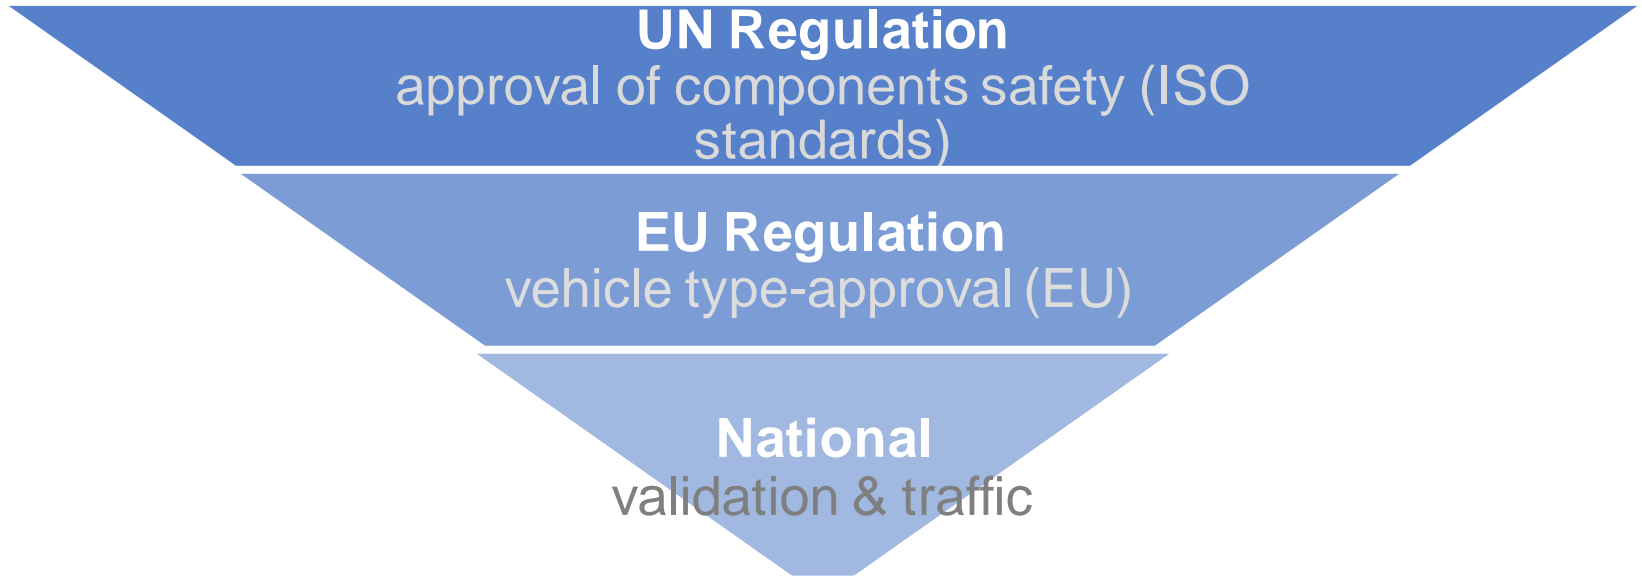 UN Regulation
approval of components safety (ISO
standards)
EU Regulation
vehicle type-approval (EU)
National
validation & traffic